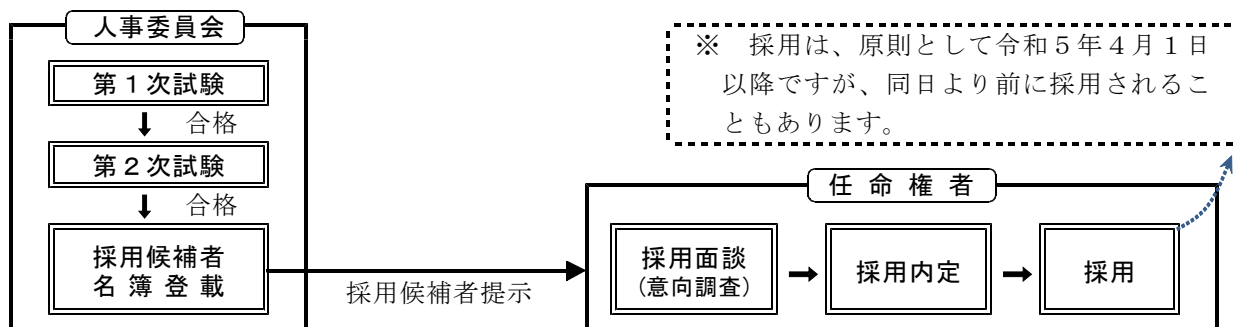 人事委員会
第1次試験
合格
第2次試験
合格
採用候補者
名簿登載
採用候補者提示
※ 採用は、原則として令和5年4月1日
以降ですが、同日より前に採用されるこ
ともあります。
任命権者
採用面談
(意向調査)
採用内定
採用